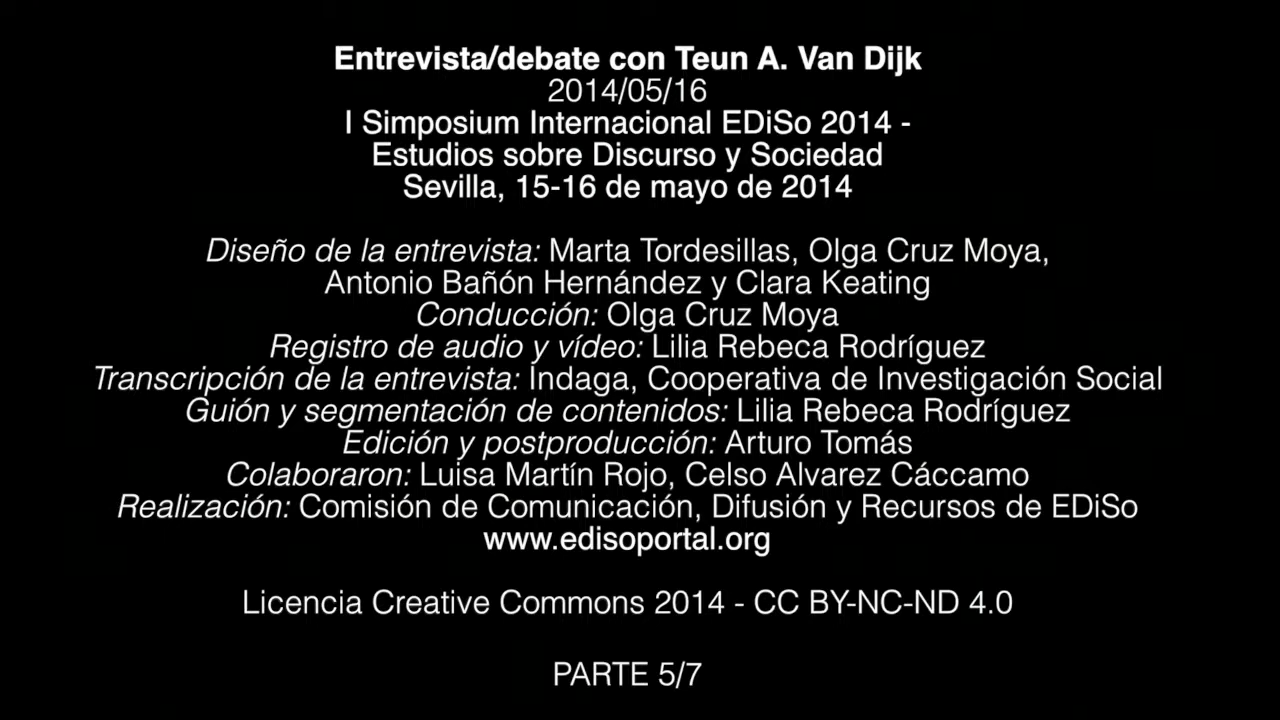 Entrevista/debate con Teun A. Van Dijk
2014/05/16
I Simposium Internacional EDiSo 2014 -
Estudios sobre Discurso y Sociedad
Sevilla, 15-16 de mayo de 2014
Diseño de la entrevista: Marta Tordesillas, Olga Cruz Moya,
Antonio Bañón Hernández y Clara Keating
Conducción: Olga Cruz Moya
Registro de audio y vídeo: Lilia Rebeca Rodríguez
Transcripción de la entrevista: Indaga, Cooperativa de Investigación Social
Guión y segmentación de contenidos: Lilia Rebeca Rodríguez
Edición y postproducción: Arturo Tomás
Colaboraron: Luisa Martín Rojo, Celso Alvarez Cáccamo
Realización: Comisión de Comunicación, Difusión y Recursos de EDiSo
www.edisoportal.org
Licencia Creative Commons 2014 - CC BY-NC-ND 4.0
PARTE 5/7